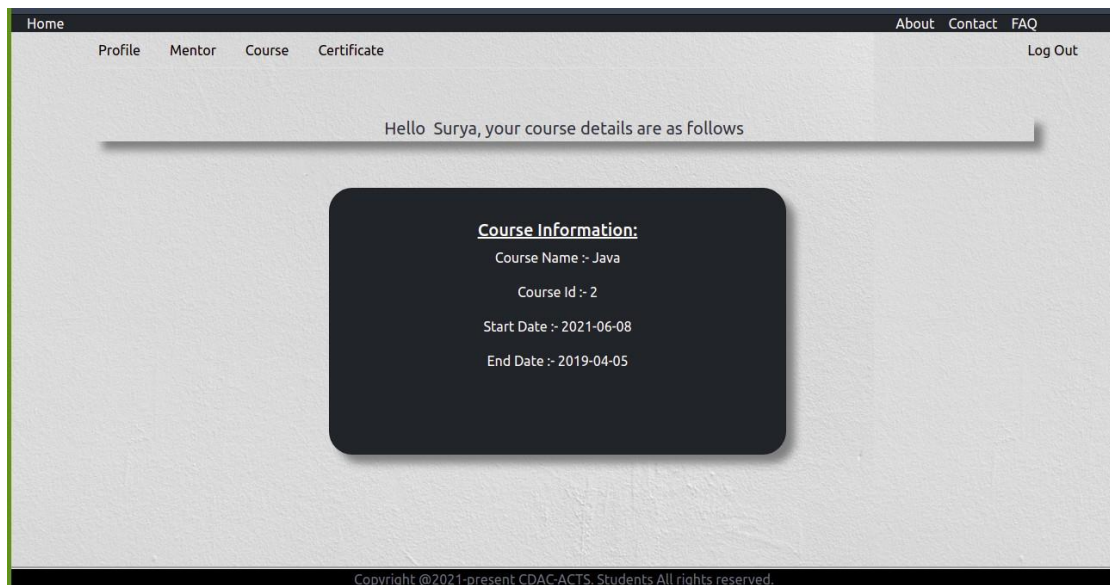 Home About Contact FAQ
Profile Mentor Course Certificate Log Out
Hello Surya, your course details are as follows
Course Information:
Course Name :- Java
Course Id :- 2
Start Date :- 2021-06-08
End Date :- 2019-04-05
Copyright @2021-present CDAC-ACTS. Students All rights reserved.